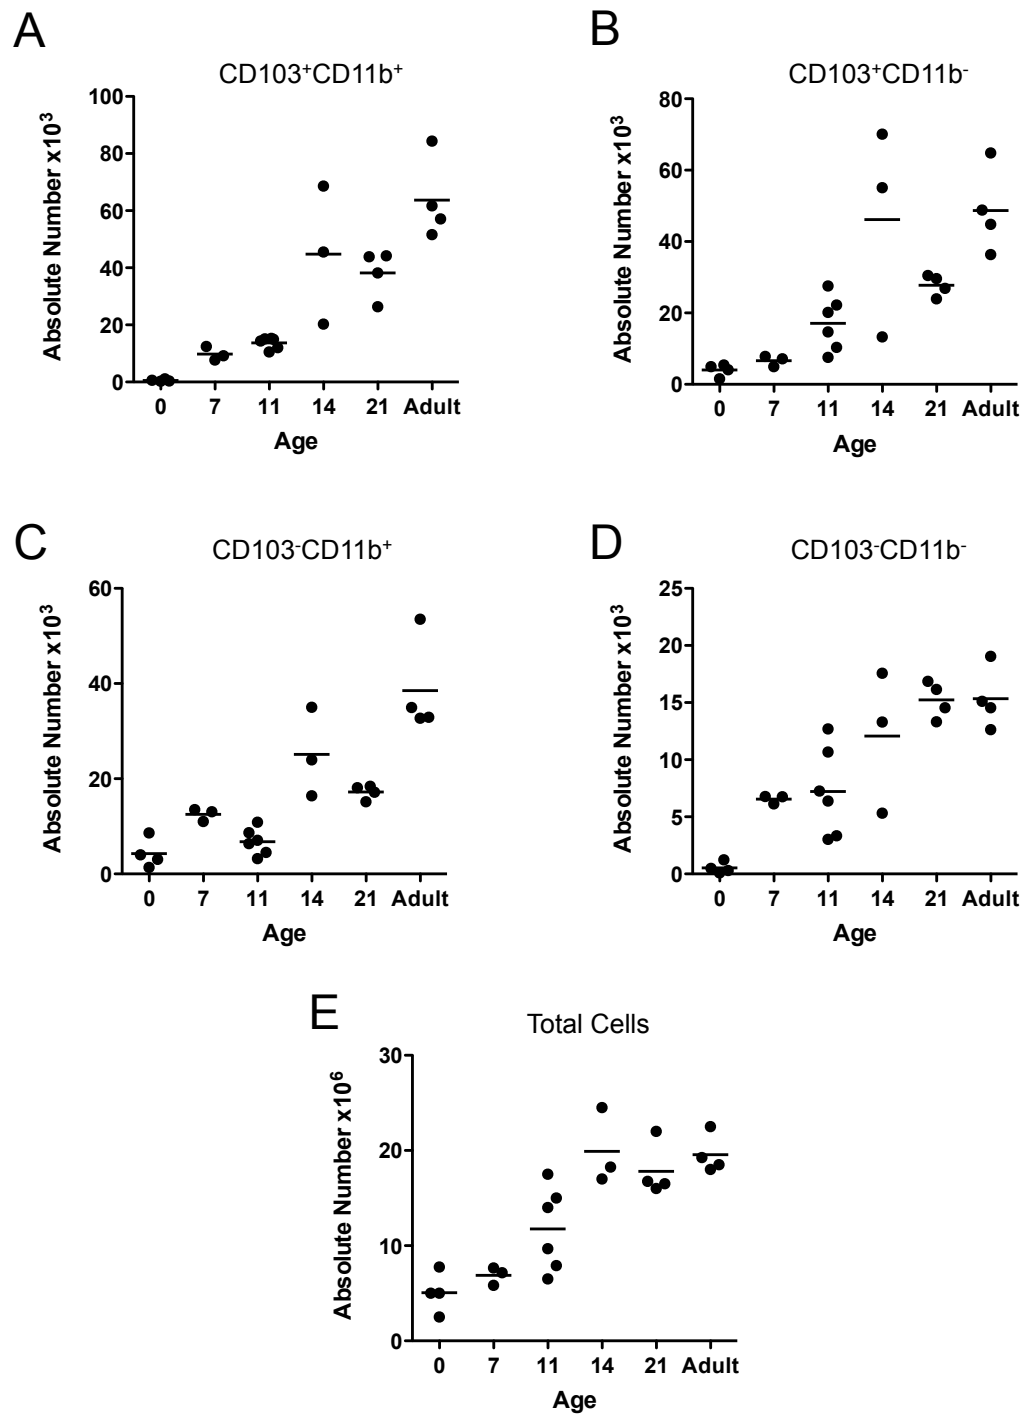 A
CD103⁺CD11b⁺
Absolute Number x10³
100
80
60
40
20
0
0 7 11 14 21 Adult
Age
B
CD103⁺CD11b⁻
Absolute Number x10³
80
60
40
20
0
0 7 11 14 21 Adult
Age
C
CD103⁻CD11b⁺
Absolute Number x10³
60
40
20
0
0 7 11 14 21 Adult
Age
D
CD103⁻CD11b⁻
Absolute Number x10³
25
20
15
10
5
0
0 7 11 14 21 Adult
Age
E
Total Cells
Absolute Number x10⁶
30
20
10
0
0 7 11 14 21 Adult
Age